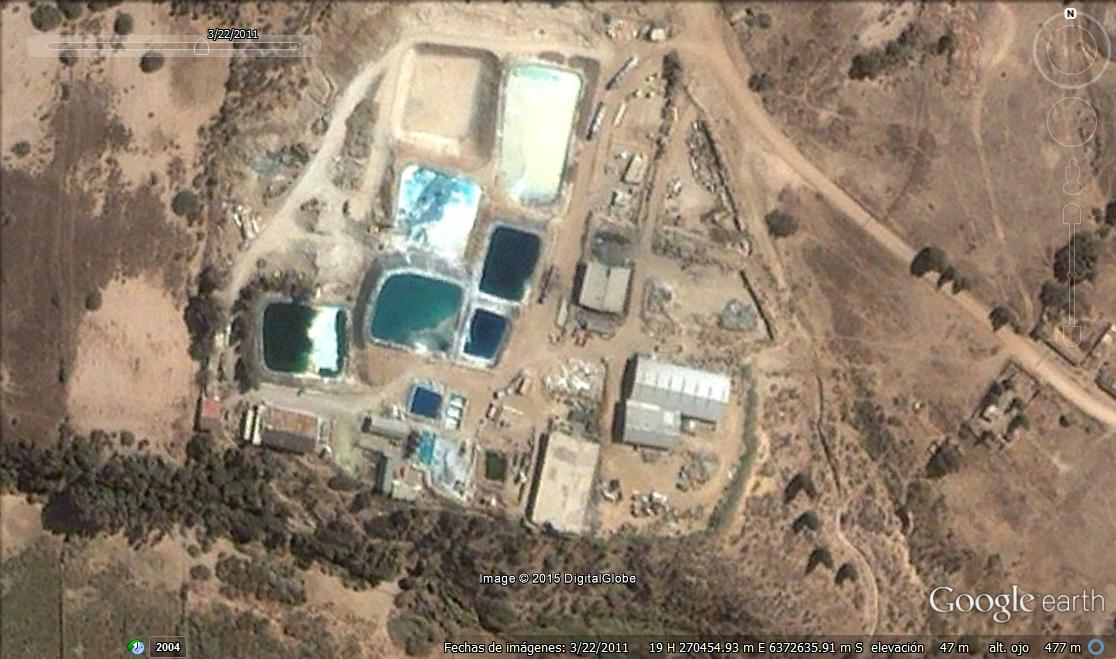 3/22/2011
N
Image © 2015 DigitalGlobe
Google earth
2004
Fechas de imágenes: 3/22/2011 19 H 270454.93 m E 6372635.91 m S elevación 47 m alt. ojo 477 m